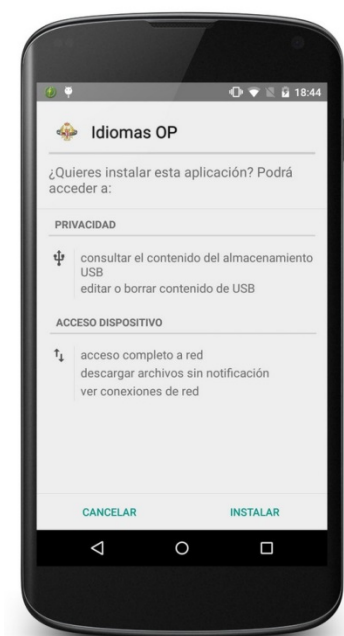 18:44
Idiomas OP
¿Quieres instalar esta aplicación? Podrá
acceder a:
PRIVACIDAD
consultar el contenido del almacenamiento
USB
editar o borrar contenido de USB
ACCESO DISPOSITIVO
acceso completo a red
descargar archivos sin notificación
ver conexiones de red
CANCELAR
INSTALAR